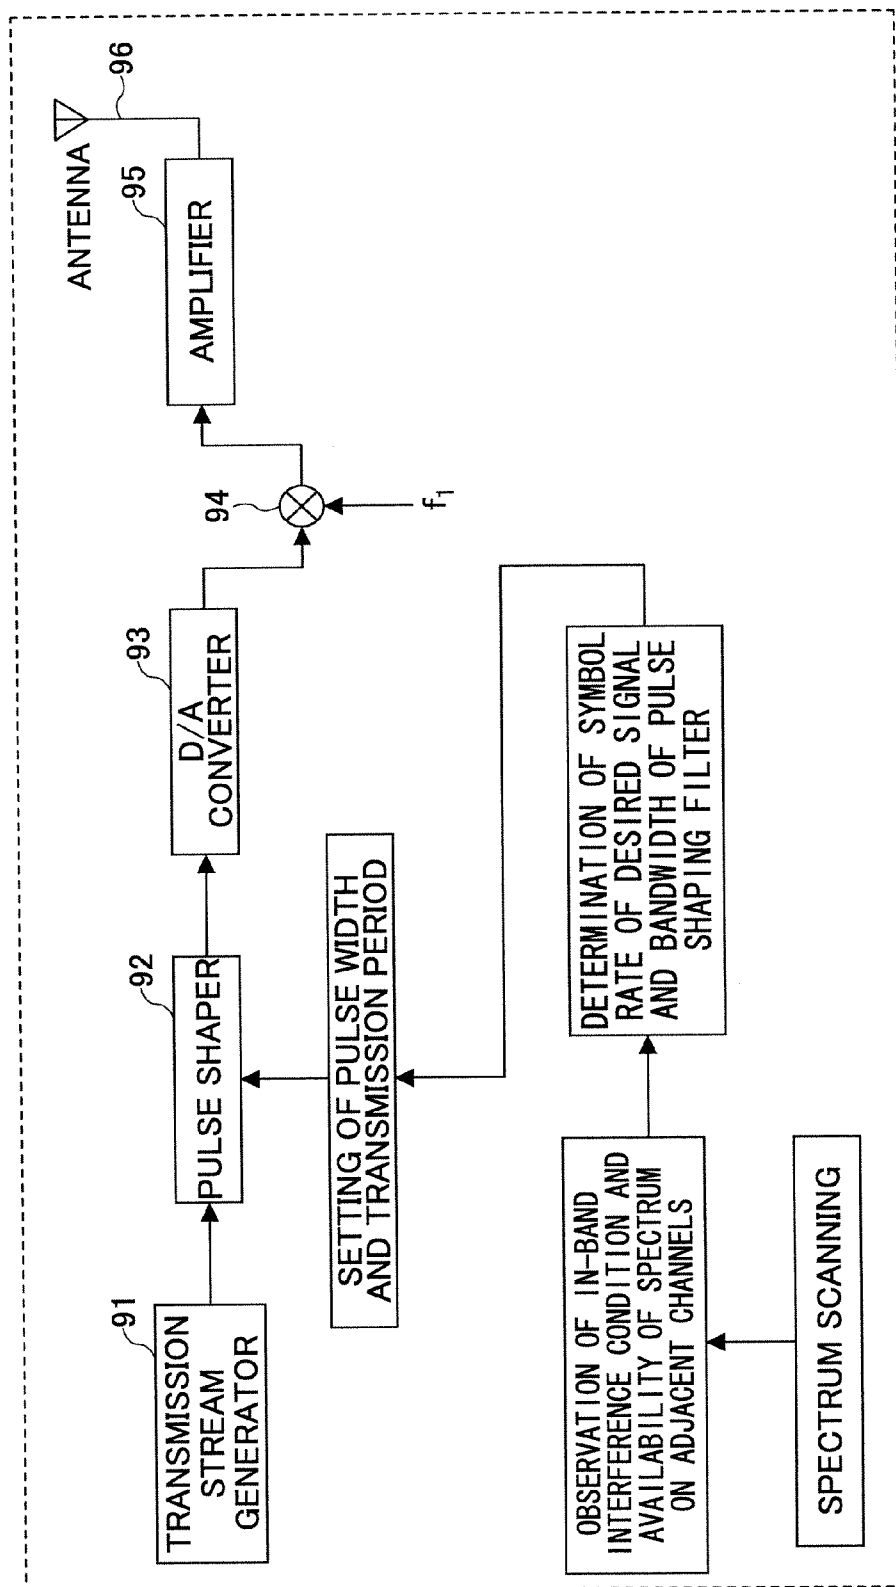 91
TRANSMISSION
STREAM
GENERATOR
92
PULSE SHAPER
93
D/A
CONVERTER
94
f1
95
AMPLIFIER
ANTENNA
96
SETTING OF PULSE WIDTH
AND TRANSMISSION PERIOD
OBSERVATION OF IN-BAND
INTERFERENCE CONDITION AND
AVAILABILITY OF SPECTRUM
ON ADJACENT CHANNELS
DETERMINATION OF SYMBOL
RATE OF DESIRED SIGNAL
AND BANDWIDTH OF PULSE
SHAPING FILTER
SPECTRUM SCANNING